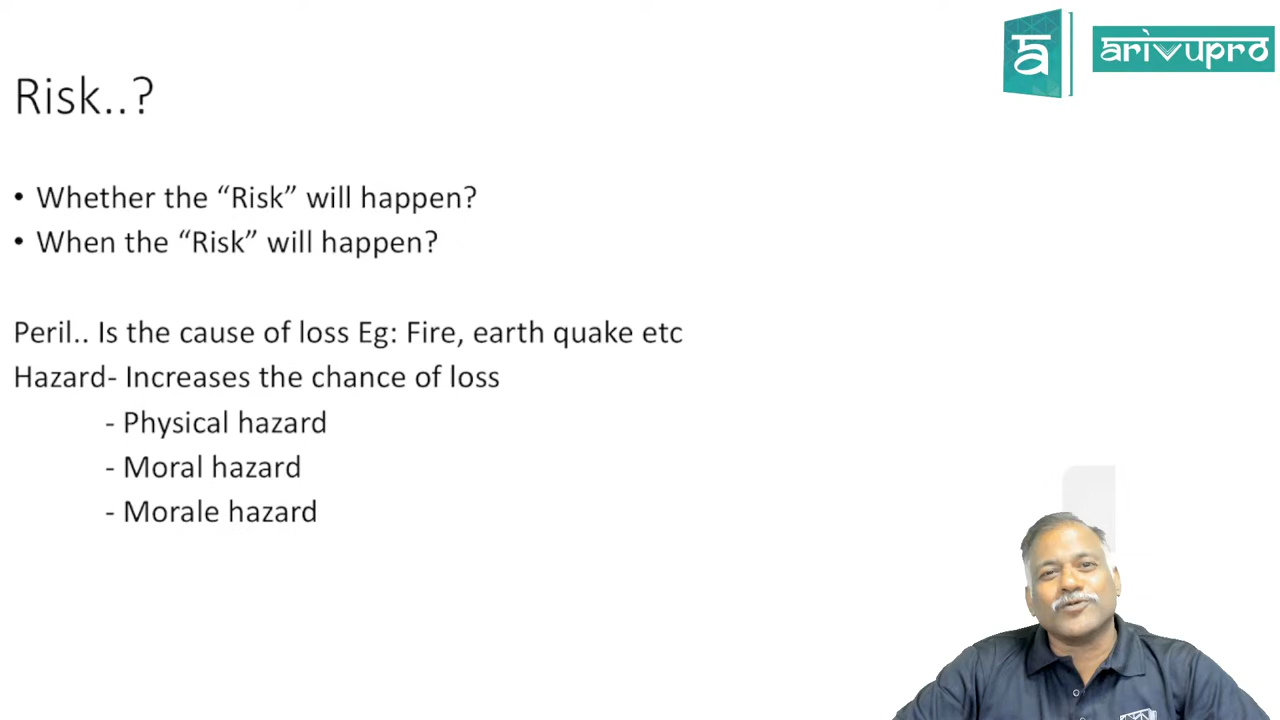 arivupro
Risk..?
• Whether the “Risk” will happen?
• When the “Risk” will happen?
Peril.. Is the cause of loss Eg: Fire, earth quake etc
Hazard- Increases the chance of loss
- Physical hazard
- Moral hazard
- Morale hazard